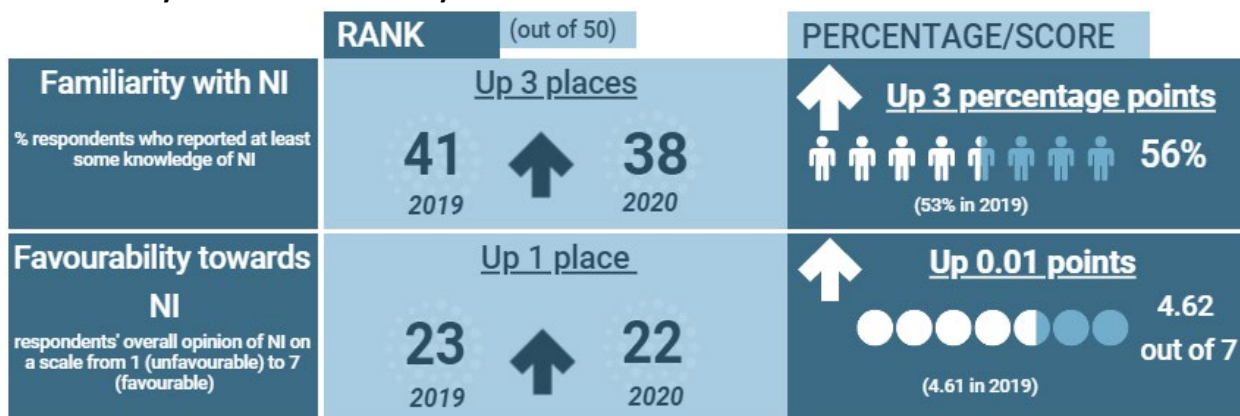 RANK
(out of 50)
PERCENTAGE/SCORE
Familiarity with NI
% respondents who reported at least
some knowledge of NI
Up 3 places
41
2019
38
2020
Up 3 percentage points
56%
(53% in 2019)
Favourability towards
NI
respondents' overall opinion of NI on
a scale from 1 (unfavourable) to 7
(favourable)
Up 1 place
23
2019
22
2020
Up 0.01 points
4.62
out of 7
(4.61 in 2019)